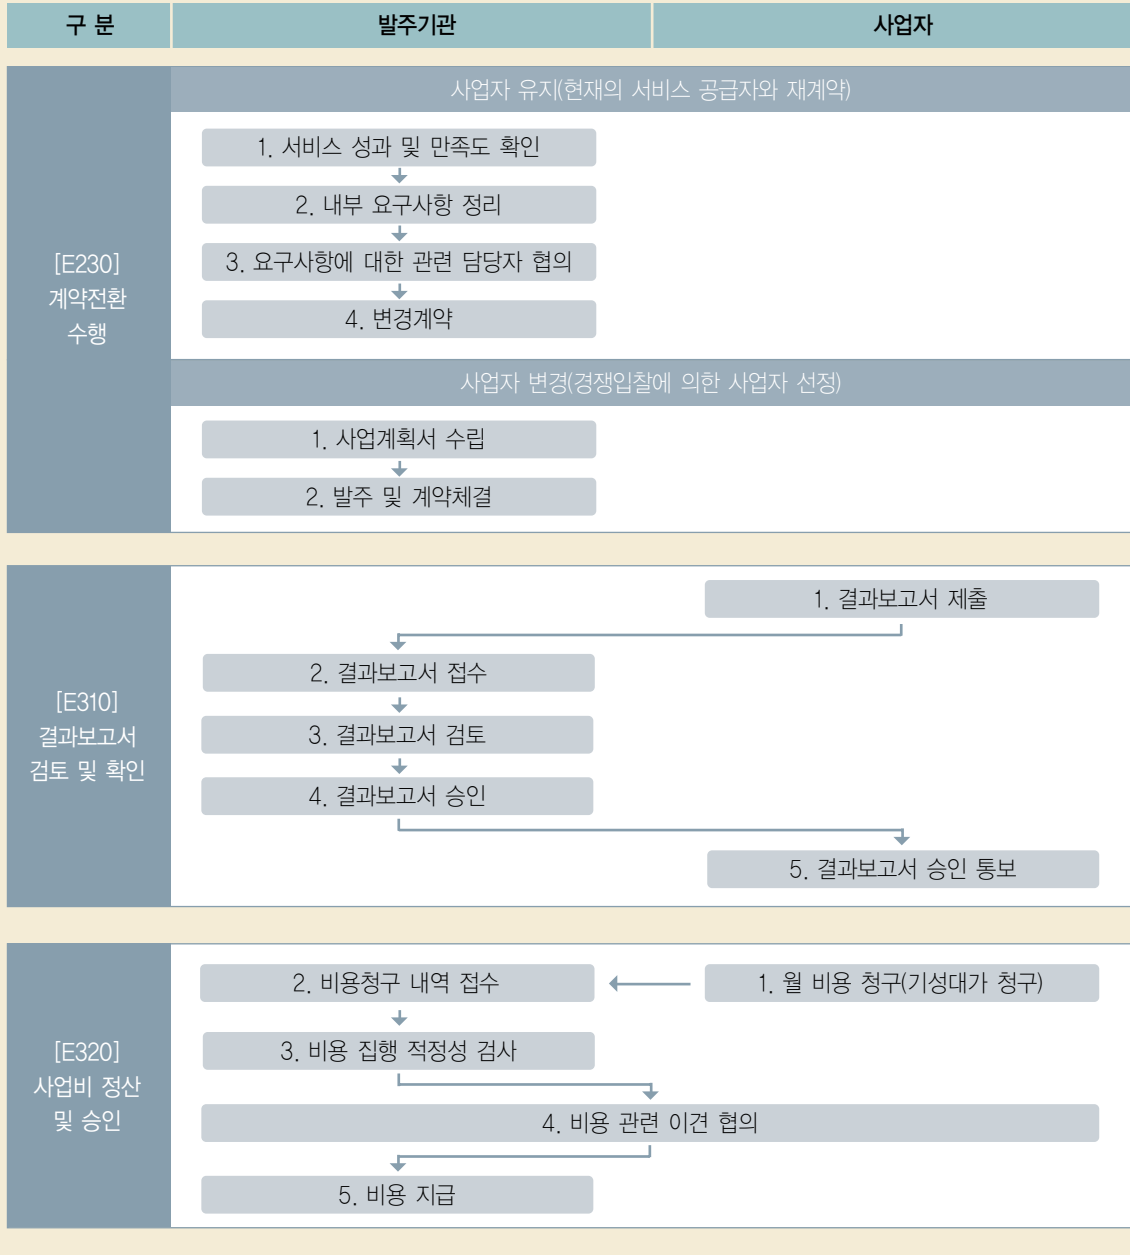 구 분
발주기관
사업자
사업자 유지(현재의 서비스 공급자와 재계약)
[E230]
계약전환
수행
1. 서비스 성과 및 만족도 확인
2. 내부 요구사항 정리
3. 요구사항에 대한 관련 담당자 협의
4. 변경계약
사업자 변경(경쟁입찰에 의한 사업자 선정)
1. 사업계획서 수립
2. 발주 및 계약체결
[E310]
결과보고서
검토 및 확인
1. 결과보고서 제출
2. 결과보고서 접수
3. 결과보고서 검토
4. 결과보고서 승인
5. 결과보고서 승인 통보
[E320]
사업비 정산
및 승인
1. 월 비용 청구(기성대가 청구)
2. 비용청구 내역 접수
3. 비용 집행 적정성 검사
4. 비용 관련 이견 협의
5. 비용 지급